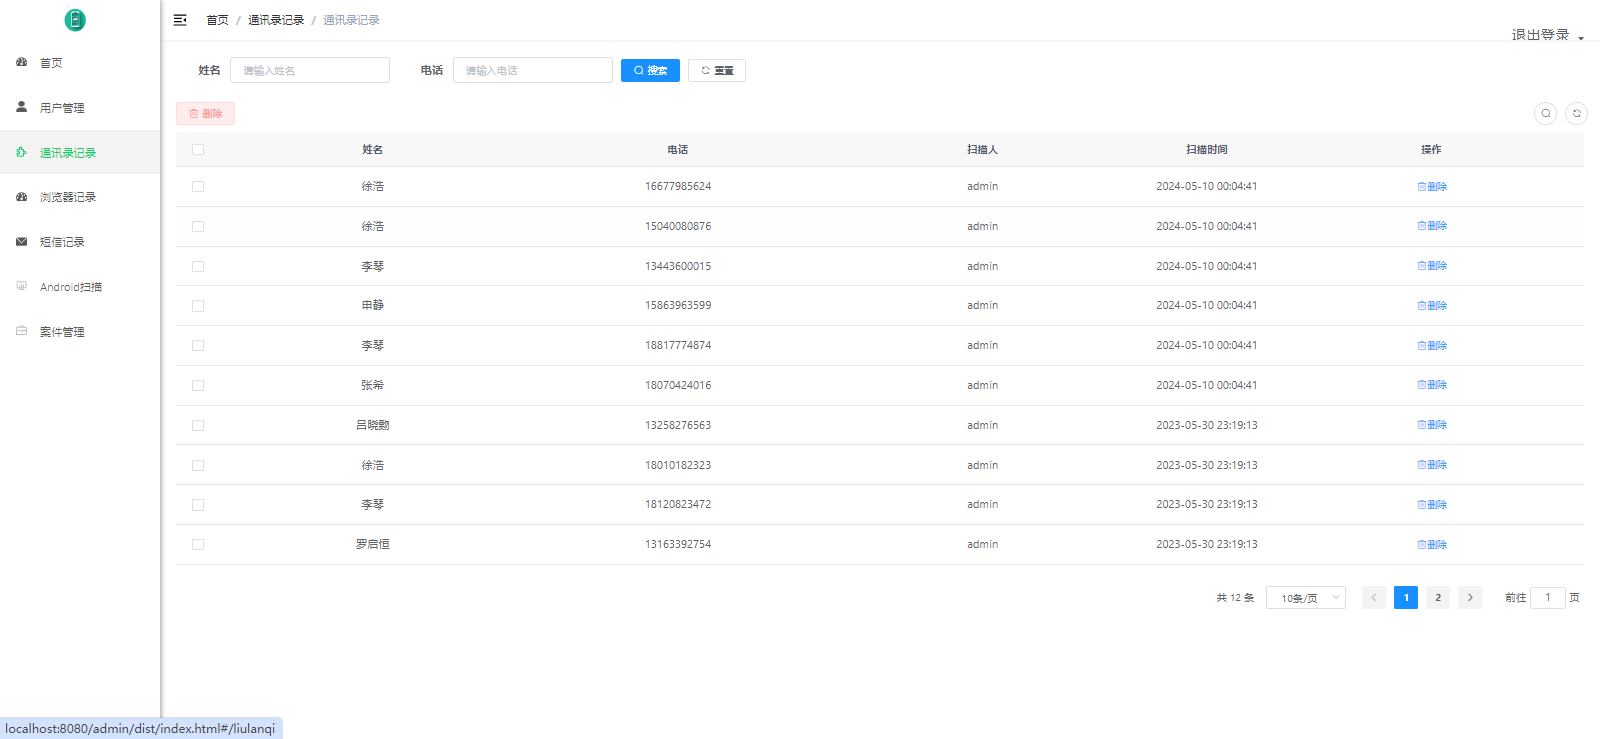 首页 / 通讯录记录 / 通讯录记录
退出登录
首页
用户管理
通讯录记录
浏览器记录
短信记录
Android扫描
案件管理
姓名 请输入姓名 电话 请输入电话 搜索 重置
删除
姓名 电话 扫描人 扫描时间 操作
徐浩 16677985624 admin 2024-05-10 00:04:41 删除
徐浩 15040080876 admin 2024-05-10 00:04:41 删除
李琴 13443600015 admin 2024-05-10 00:04:41 删除
申静 15863963599 admin 2024-05-10 00:04:41 删除
李琴 18817774874 admin 2024-05-10 00:04:41 删除
张希 18070424016 admin 2024-05-10 00:04:41 删除
吕晓勠 13258276563 admin 2023-05-30 23:19:13 删除
徐浩 18010182323 admin 2023-05-30 23:19:13 删除
李琴 18120823472 admin 2023-05-30 23:19:13 删除
罗启恒 13163392754 admin 2023-05-30 23:19:13 删除
共 12 条 10条/页 1 2 前往 1 页
localhost:8080/admin/dist/index.html#/liulanqi